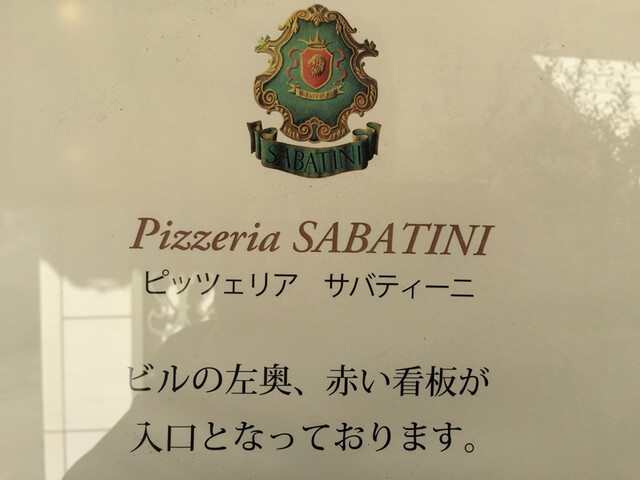 SABATINI
Pizzeria SABATINI
ピッツェリア　サバティーニ
ビルの左奥、赤い看板が
入口となっております。